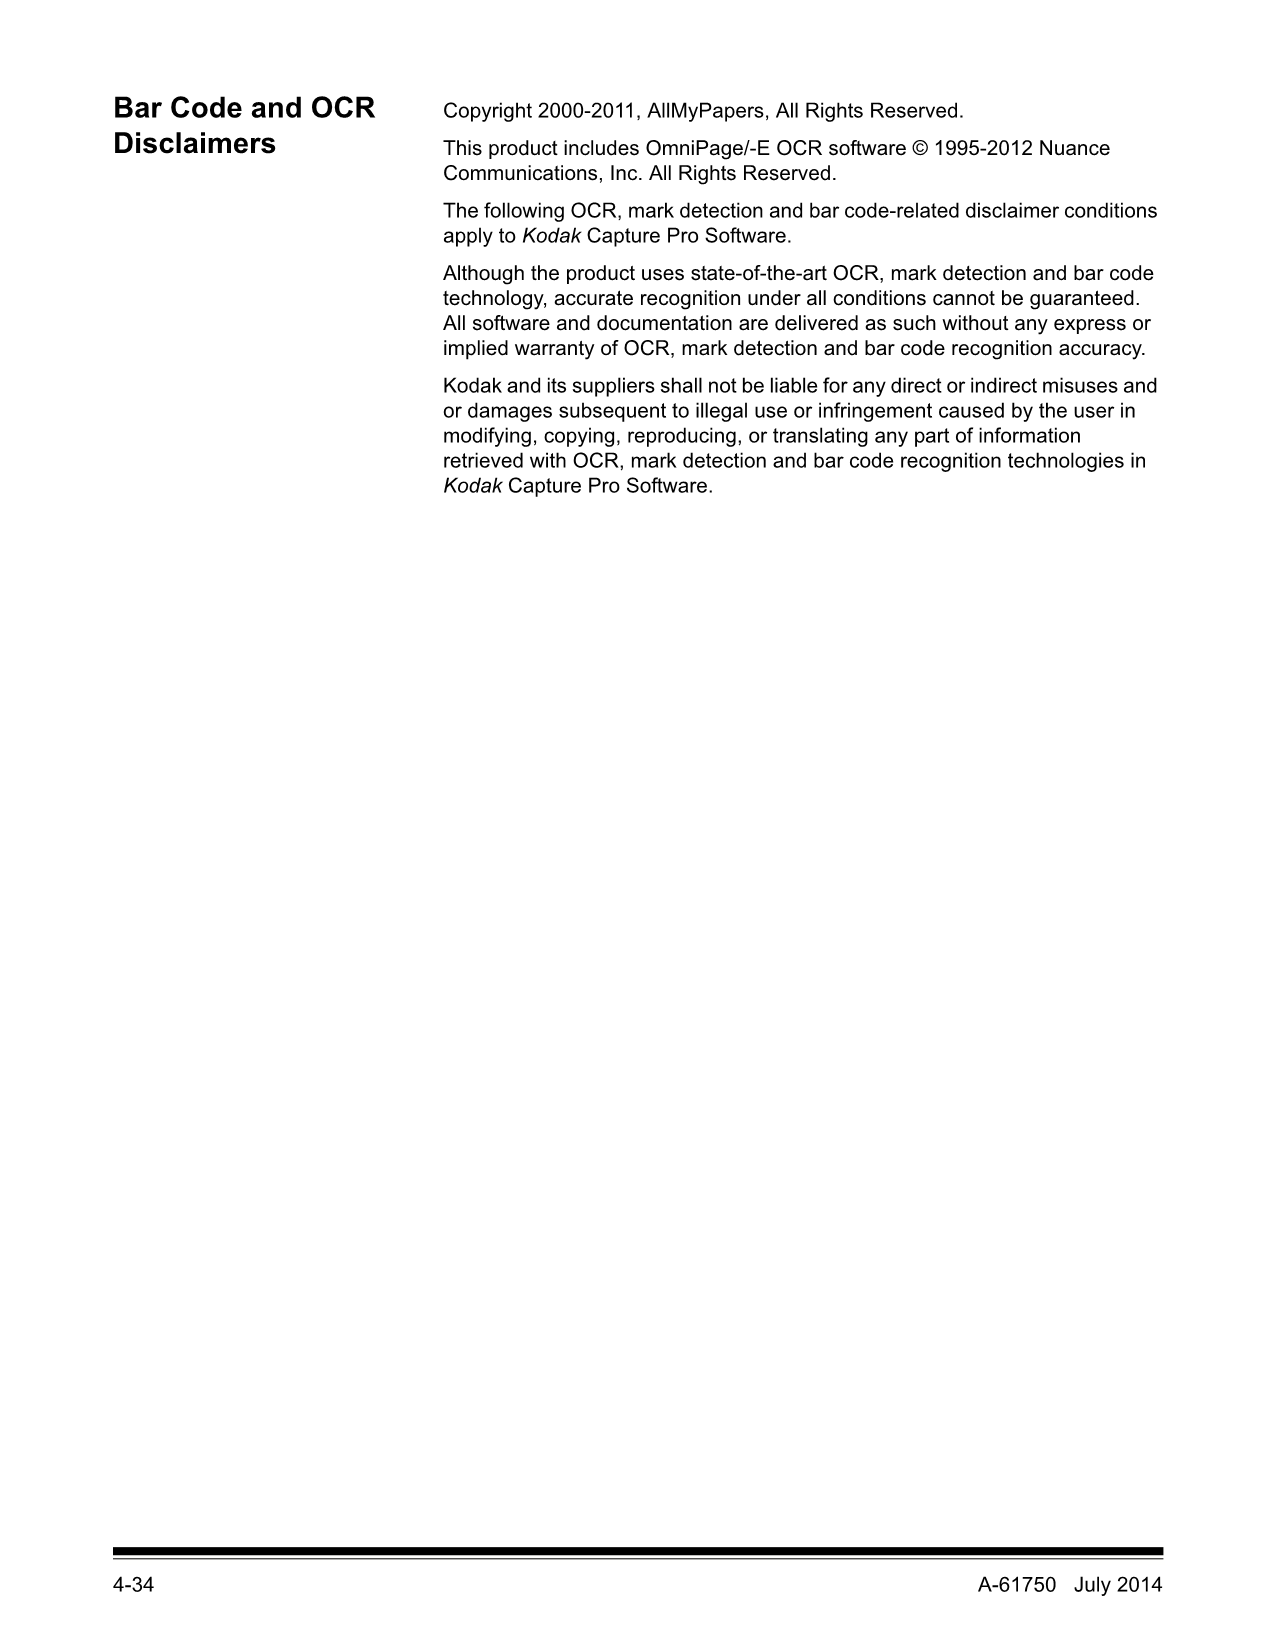 Bar Code and OCR
Disclaimers
Copyright 2000-2011, AllMyPapers, All Rights Reserved.
This product includes OmniPage/-E OCR software © 1995-2012 Nuance
Communications, Inc. All Rights Reserved.
The following OCR, mark detection and bar code-related disclaimer conditions
apply to Kodak Capture Pro Software.
Although the product uses state-of-the-art OCR, mark detection and bar code
technology, accurate recognition under all conditions cannot be guaranteed.
All software and documentation are delivered as such without any express or
implied warranty of OCR, mark detection and bar code recognition accuracy.
Kodak and its suppliers shall not be liable for any direct or indirect misuses and
or damages subsequent to illegal use or infringement caused by the user in
modifying, copying, reproducing, or translating any part of information
retrieved with OCR, mark detection and bar code recognition technologies in
Kodak Capture Pro Software.
4-34 A-61750 July 2014